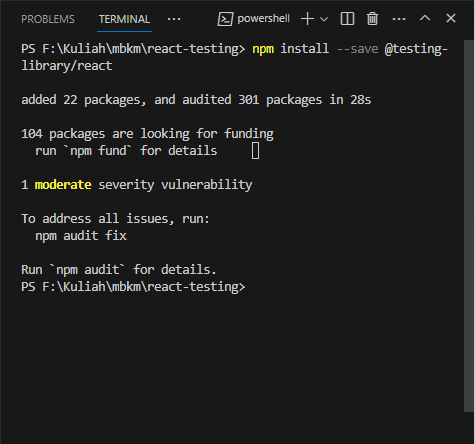 PROBLEMS TERMINAL ... powershell
PS F:\Kuliah\mbkm\react-testing> npm install --save @testing-
library/react
added 22 packages, and audited 301 packages in 28s
104 packages are looking for funding
run `npm fund` for details
1 moderate severity vulnerability
To address all issues, run:
npm audit fix
Run `npm audit` for details.
PS F:\Kuliah\mbkm\react-testing>